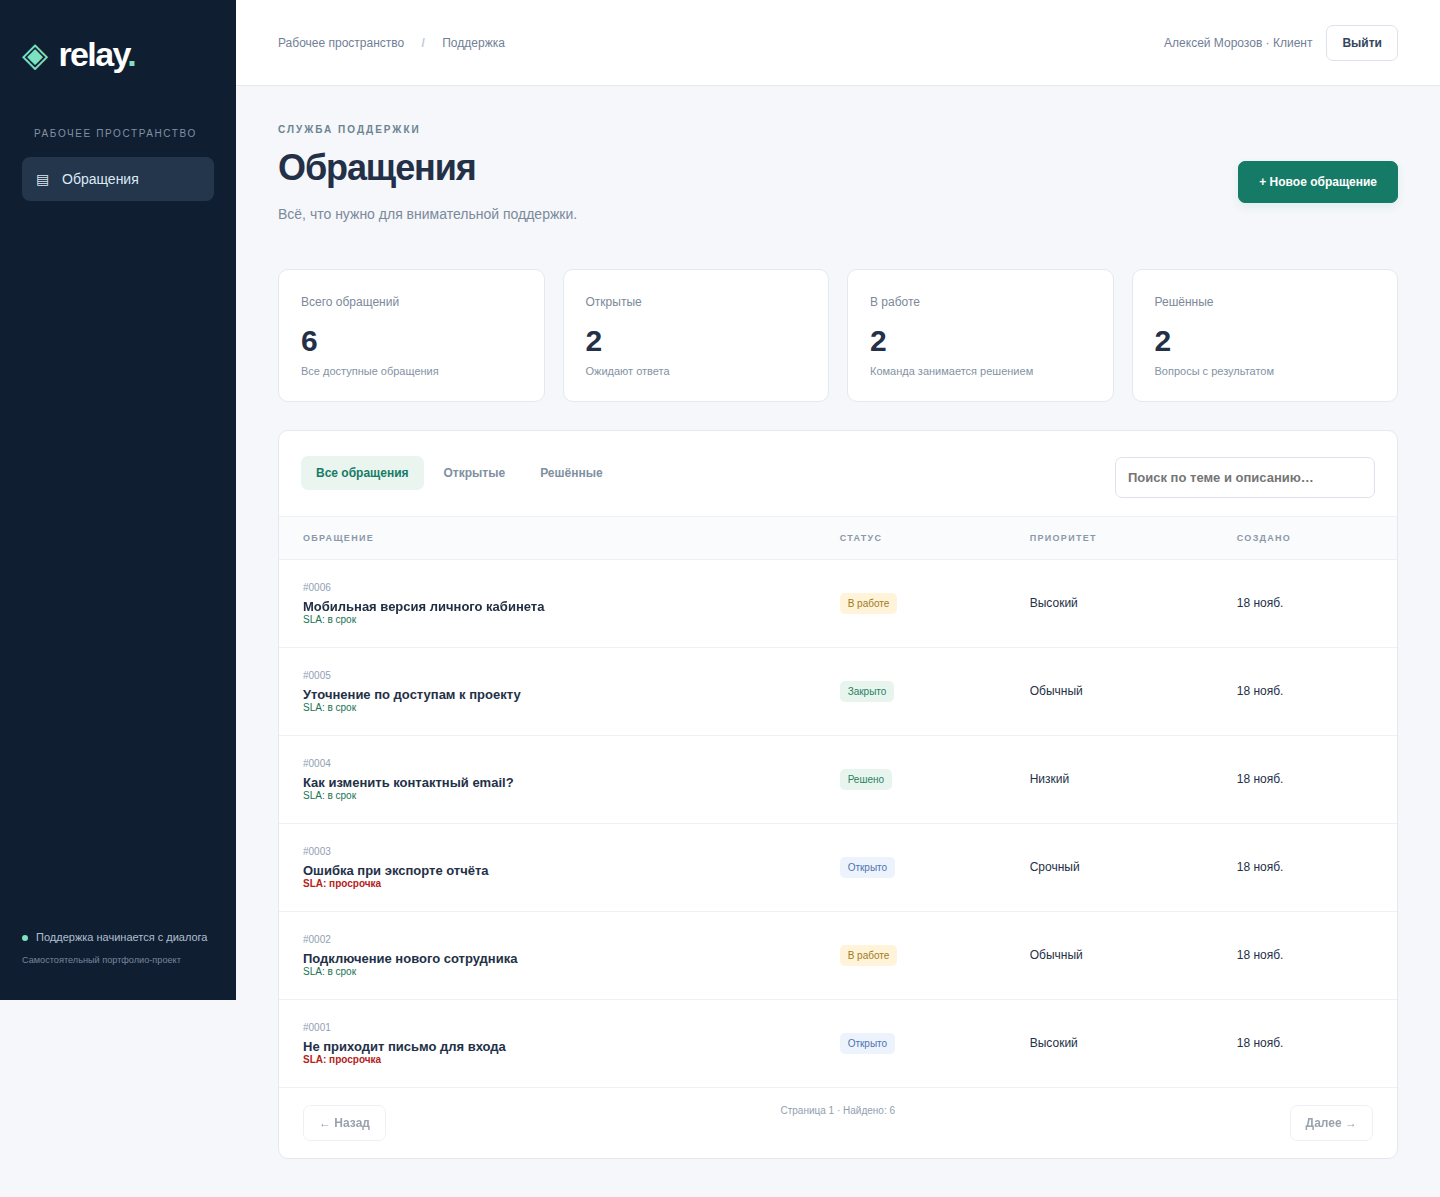 relay.
РАБОЧЕЕ ПРОСТРАНСТВО
Обращения
Поддержка начинается с диалога
Самостоятельный портфолио-проект
Рабочее пространство / Поддержка
Алексей Морозов · Клиент
Выйти
СЛУЖБА ПОДДЕРЖКИ
Обращения
Всё, что нужно для внимательной поддержки.
+ Новое обращение
Всего обращений
6
Все доступные обращения
Открытые
2
Ожидают ответа
В работе
2
Команда занимается решением
Решённые
2
Вопросы с результатом
Все обращения Открытые Решённые
Поиск по теме и описанию…
ОБРАЩЕНИЕ СТАТУС ПРИОРИТЕТ СОЗДАНО
#0006
Мобильная версия личного кабинета
SLA: в срок
В работе Высокий 18 нояб.
#0005
Уточнение по доступам к проекту
SLA: в срок
Закрыто Обычный 18 нояб.
#0004
Как изменить контактный email?
SLA: в срок
Решено Низкий 18 нояб.
#0003
Ошибка при экспорте отчёта
SLA: просрочка
Открыто Срочный 18 нояб.
#0002
Подключение нового сотрудника
SLA: в срок
В работе Обычный 18 нояб.
#0001
Не приходит письмо для входа
SLA: просрочка
Открыто Высокий 18 нояб.
← Назад
Страница 1 · Найдено: 6
Далее →